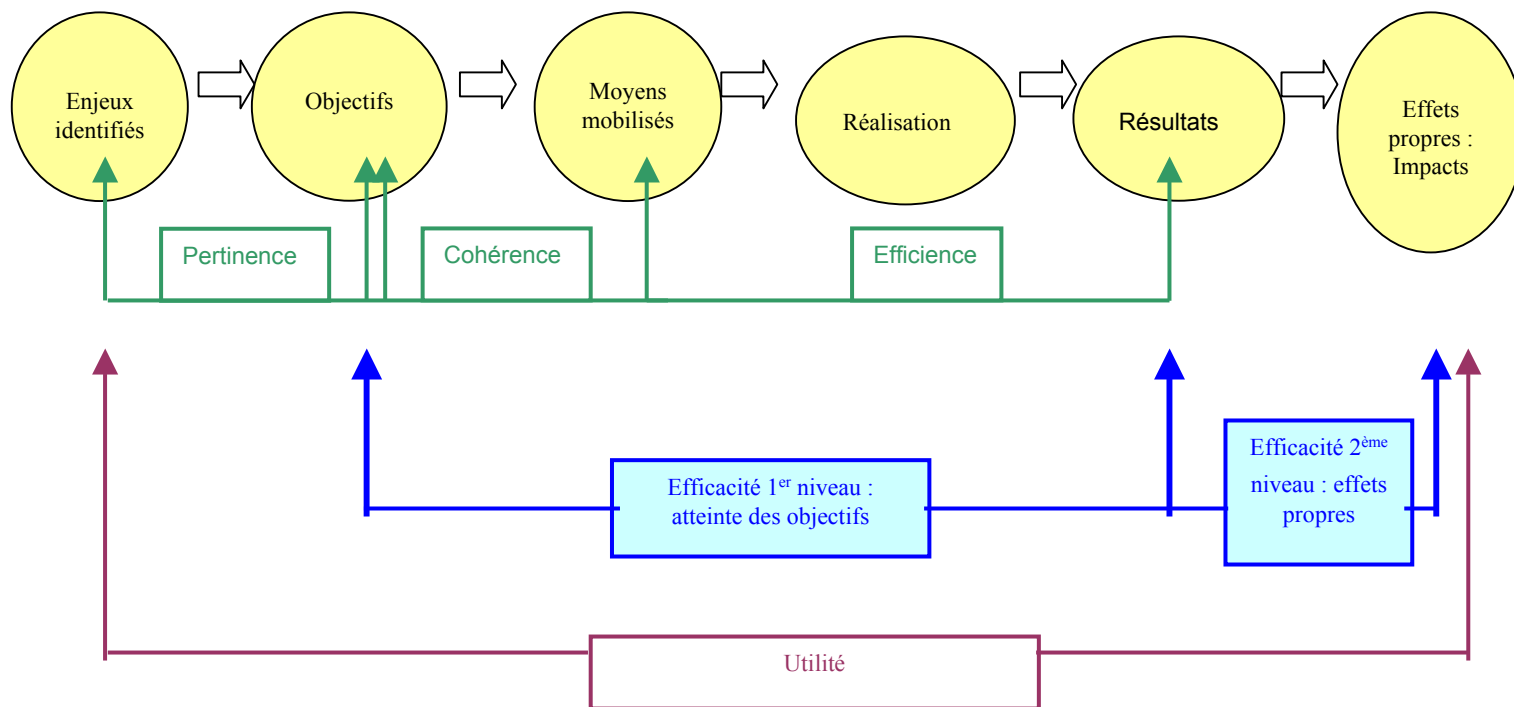 Enjeux
identifiés
Objectifs
Moyens
mobilisés
Réalisation
Résultats
Effets
propres :
Impacts
Pertinence
Cohérence
Efficience
Efficacité 1er niveau :
atteinte des objectifs
Efficacité 2ème
niveau : effets
propres
Utilité